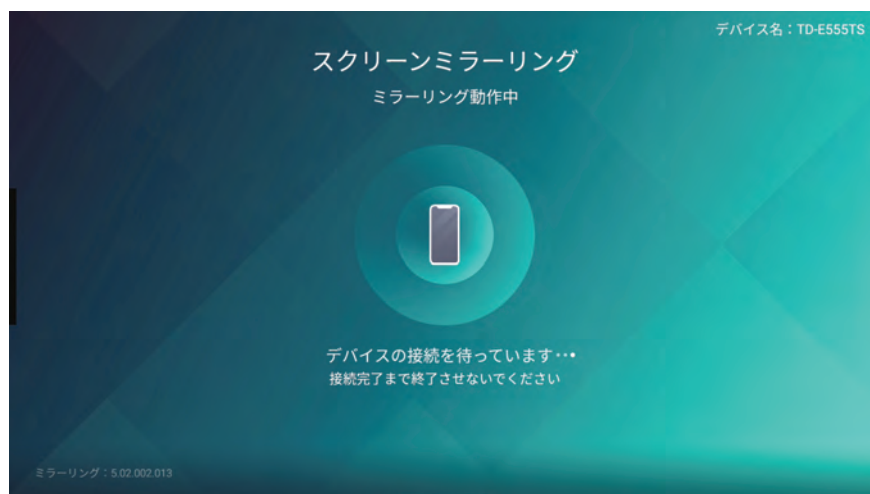 デバイス名：TD-E555TS
スクリーンミラーリング
ミラーリング動作中
デバイスの接続を待っています・・•
接続完了まで終了させないでください
ミラーリング：5.02.002.013